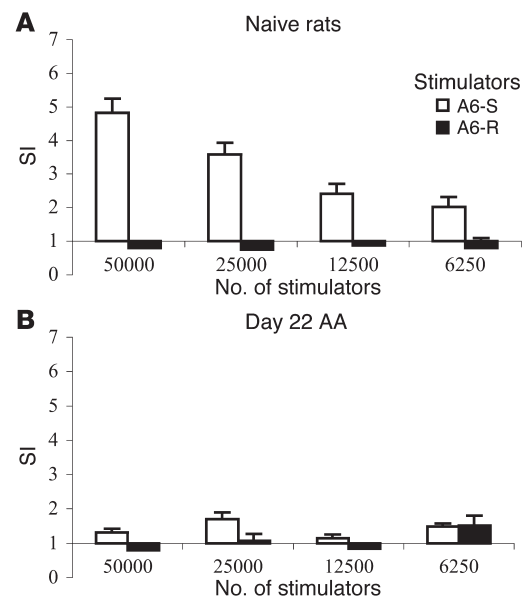 A
Naive rats
7
6
5
4
3
2
1
0
SI
Stimulators
A6-S
A6-R
50000 25000 12500 6250
No. of stimulators
B
Day 22 AA
7
6
5
4
3
2
1
0
SI
50000 25000 12500 6250
No. of stimulators